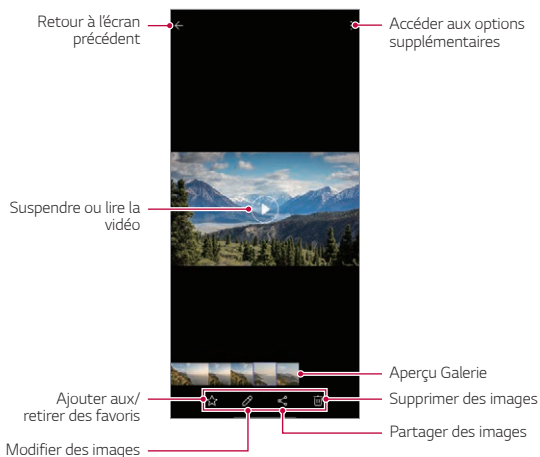 Retour à l'écran
précédent
Accéder aux options
supplémentaires
Suspendre ou lire la
vidéo
Aperçu Galerie
Ajouter aux/
retirer des favoris
Supprimer des images
Partager des images
Modifier des images